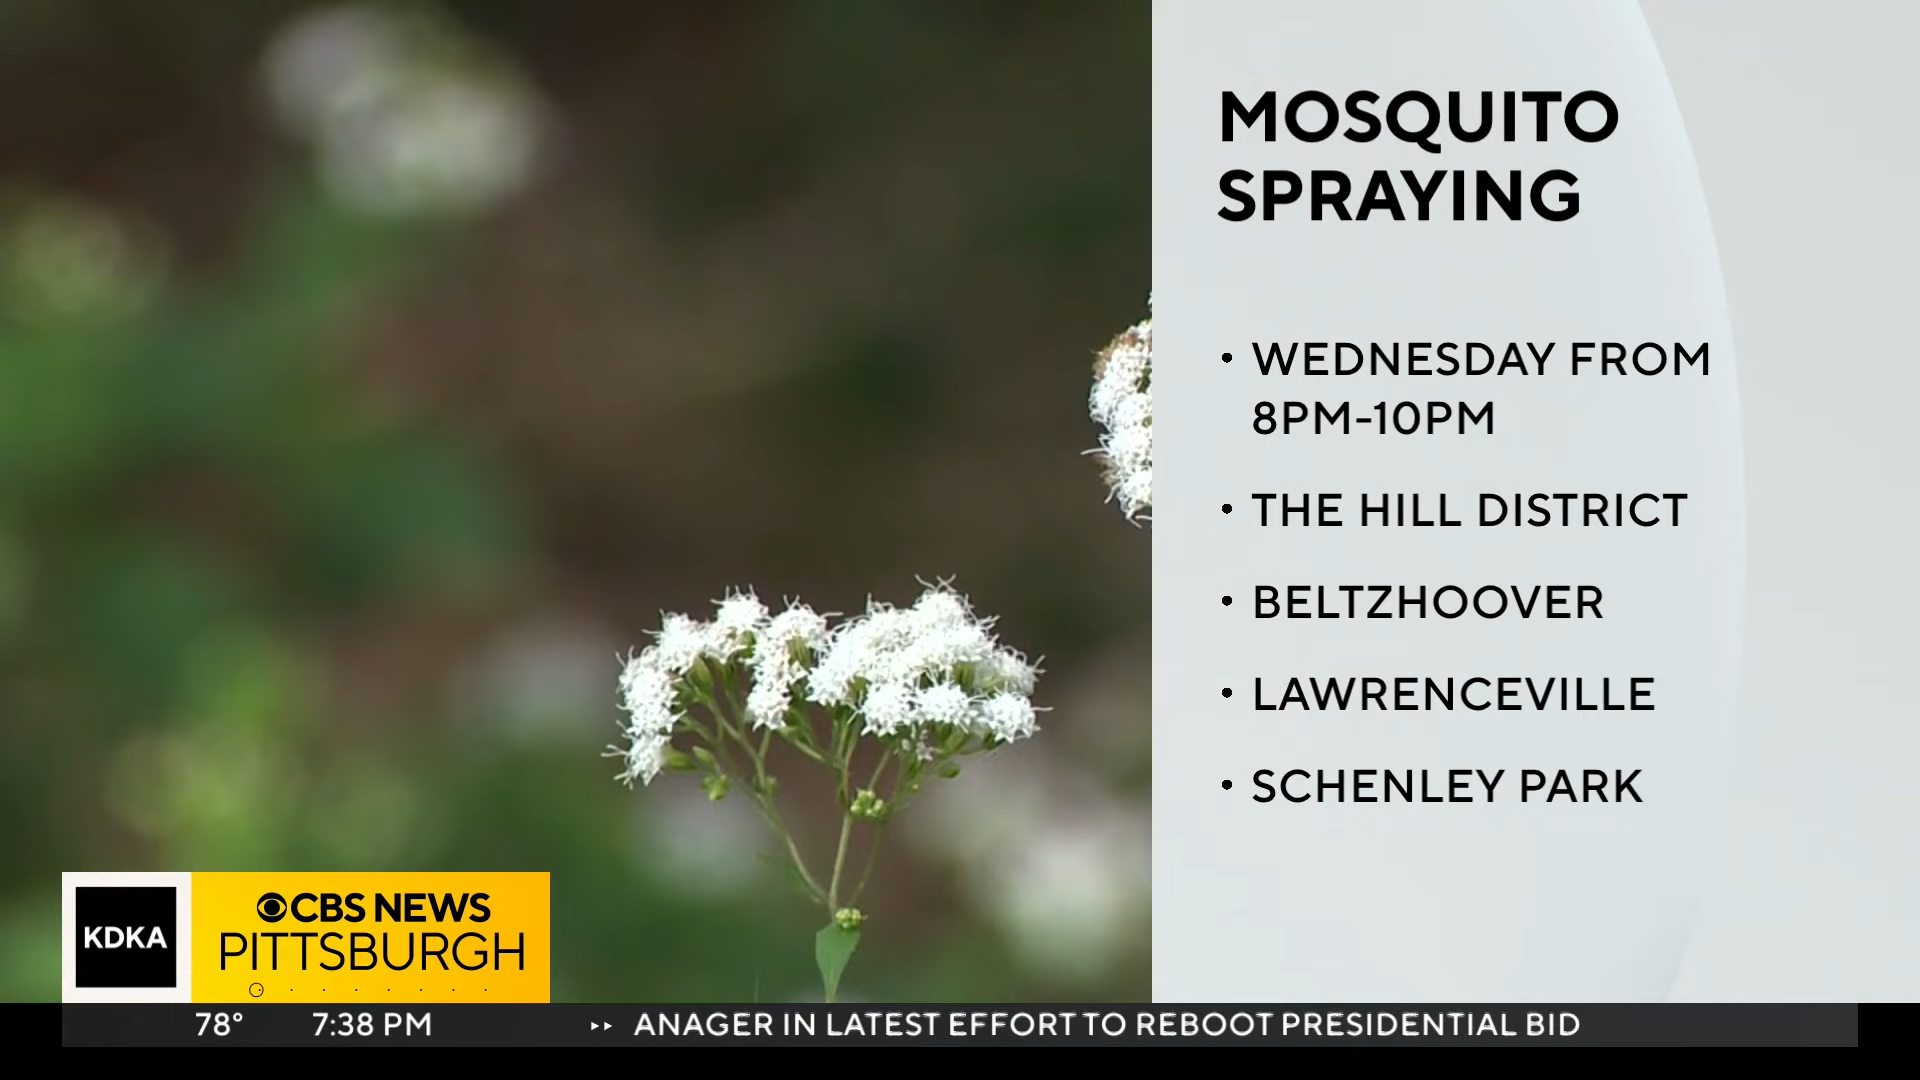 MOSQUITO
SPRAYING
• WEDNESDAY FROM
8PM-10PM
• THE HILL DISTRICT
• BELTZHOOVER
• LAWRENCEVILLE
• SCHENLEY PARK
KDKA
CBS NEWS
PITTSBURGH
78° 7:38 PM ANAGER IN LATEST EFFORT TO REBOOT PRESIDENTIAL BID